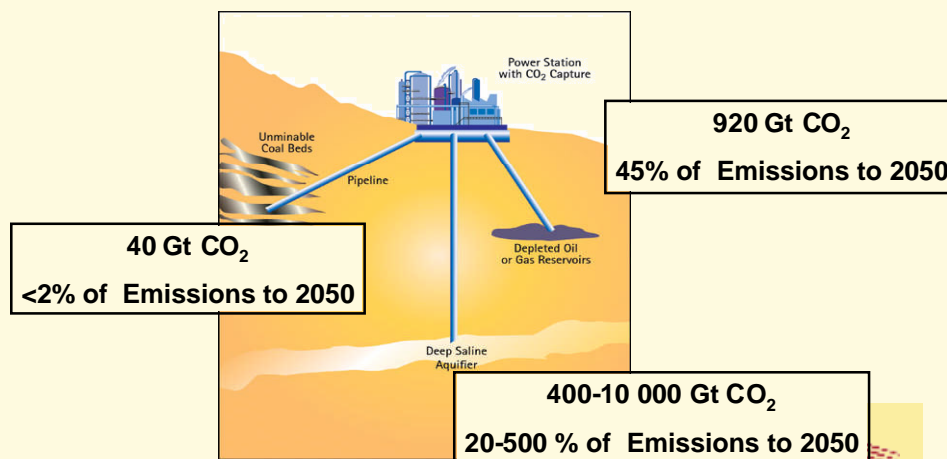 Power Station
with CO₂ Capture
920 Gt CO₂
45% of Emissions to 2050
Unminable
Coal Beds
Pipeline
40 Gt CO₂
<2% of Emissions to 2050
Depleted Oil
or Gas Reservoirs
Deep Saline
Aquifier
400-10 000 Gt CO₂
20-500 % of Emissions to 2050